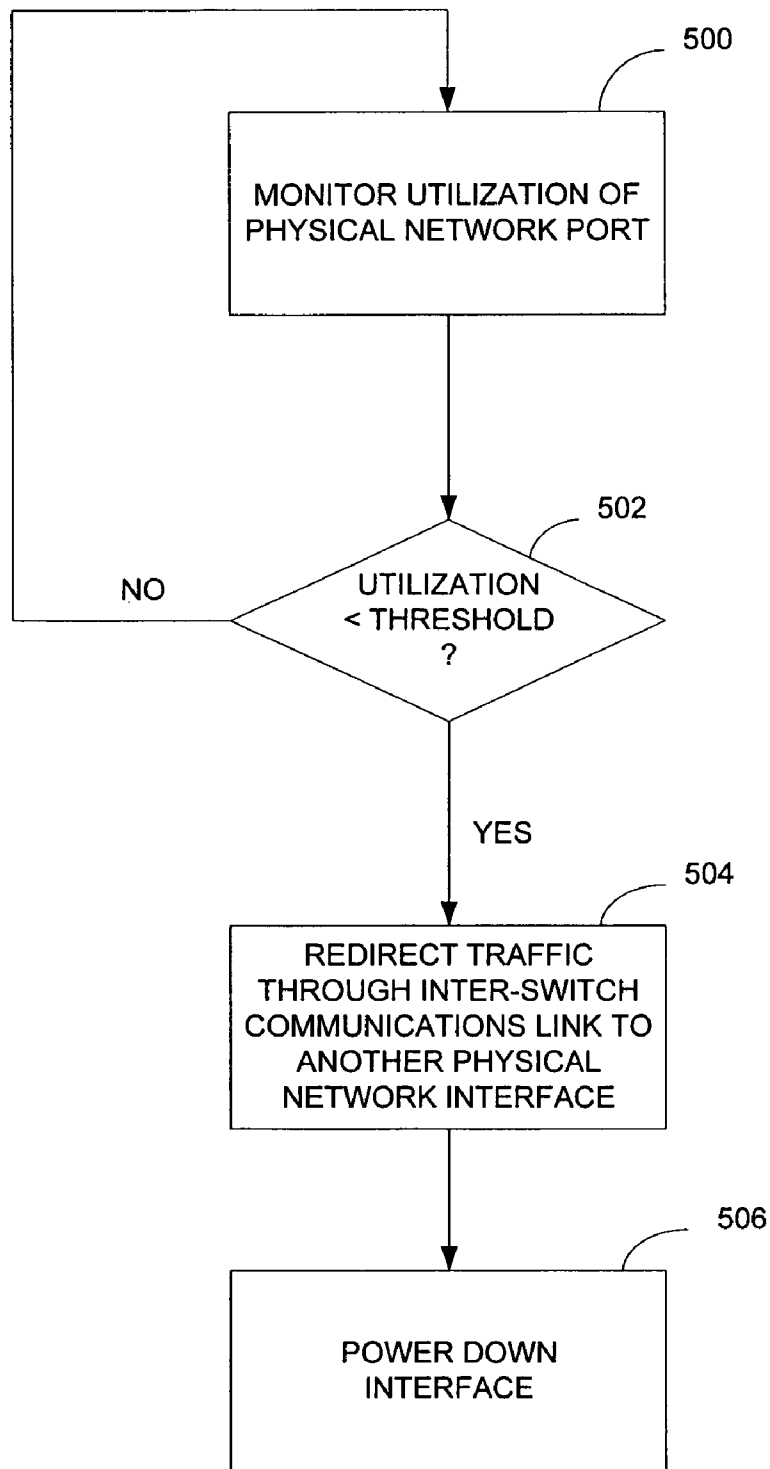 500
MONITOR UTILIZATION OF
PHYSICAL NETWORK PORT
502
UTILIZATION
< THRESHOLD
?
NO
YES
504
REDIRECT TRAFFIC
THROUGH INTER-SWITCH
COMMUNICATIONS LINK TO
ANOTHER PHYSICAL
NETWORK INTERFACE
506
POWER DOWN
INTERFACE